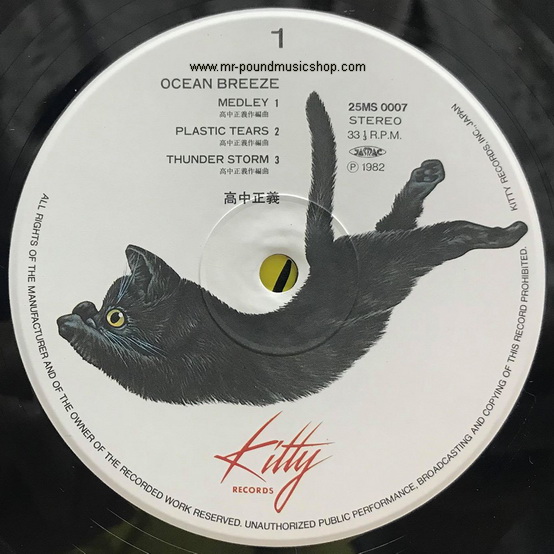 1
www.mr-poundmusicshop.com
OCEAN BREEZE
MEDLEY 1
高中正義作編曲
PLASTIC TEARS 2
高中正義作編曲
THUNDER STORM 3
高中正義作編曲
高中正義
25MS 0007
STEREO
33⅓ R.P.M.
JASRAC
Ⓟ 1982
KITTY RECORDS, INC. JAPAN
Kitty
RECORDS
ALL RIGHTS OF THE MANUFACTURER AND OF THE OWNER OF THE RECORDED WORK RESERVED. UNAUTHORIZED PUBLIC PERFORMANCE, BROADCASTING AND COPYING OF THIS RECORD PROHIBITED.